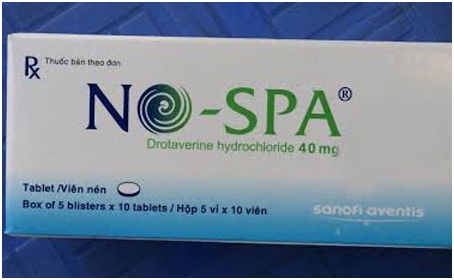 Rx Thuốc bán theo đơn
NO-SPA®
Drotaverine hydrochloride 40 mg
Tablet /Viên nén
Box of 5 blisters x 10 tablets / Hộp 5 vỉ x 10 viên
sanofi aventis